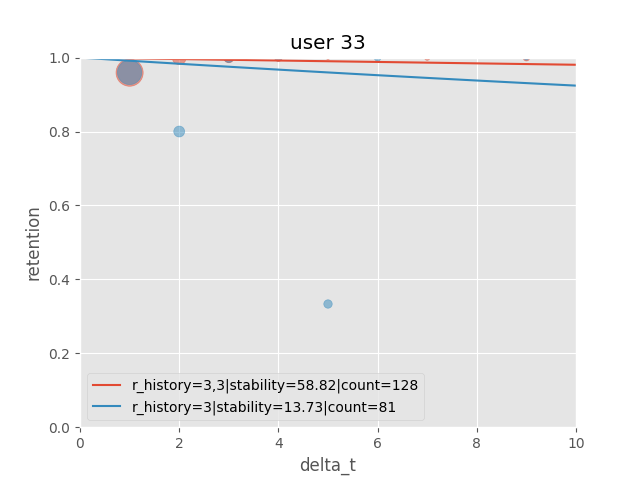 user 33
1.0
0.8
0.6
0.4
0.2
0.0
retention
r_history=3,3|stability=58.82|count=128
r_history=3|stability=13.73|count=81
0 2 4 6 8 10
delta_t